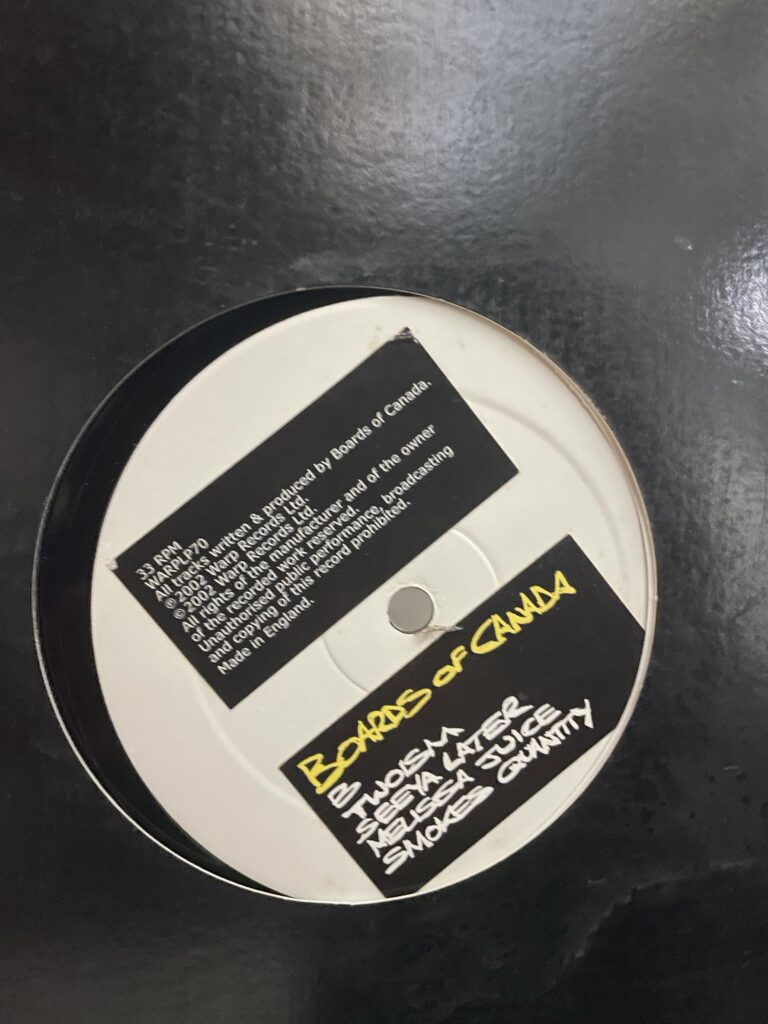 33 RPM
WARPLP70
All tracks written & produced by Boards of Canada.
℗ 2002 Warp Records Ltd.
© 2002 Warp Records Ltd.
All rights of the manufacturer and of the owner
of the recorded work reserved.
Unauthorised public performance, broadcasting
and copying of this record prohibited.
Made in England.
BOARDS OF CANADA
B
TWOISM
SEEYA LATER
MELISSA JUICE
SMOKES QUANTITY